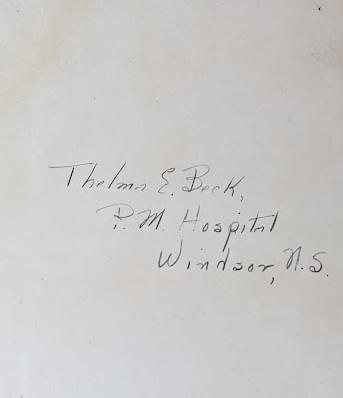 Thelma E. Beck,
P. M. Hospital
Windsor, N.S.